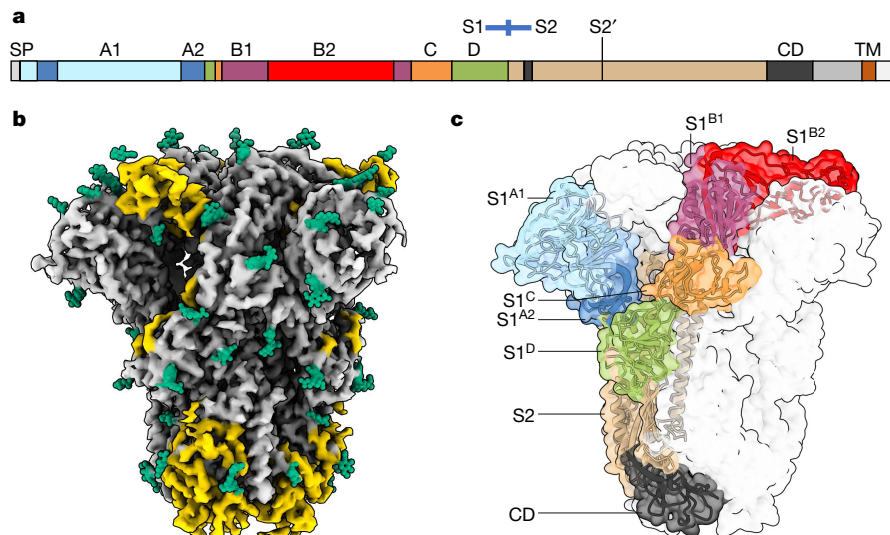 a
S1 S2 S2′
SP A1 A2 B1 B2 C D CD TM
b
c
S1B1
S1B2
S1A1
S1C
S1A2
S1D
S2
CD